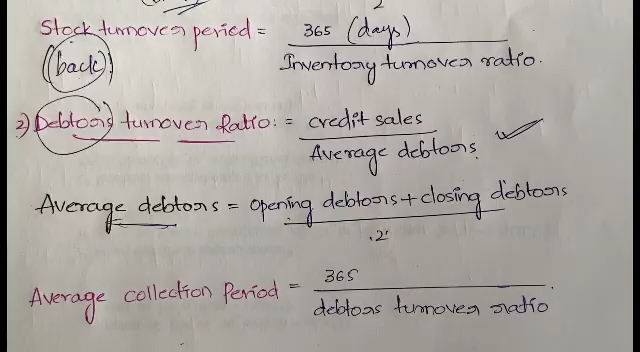 2
Stock turnover period = 365 (days)
(back) Inventory turnover ratio.
2) Debtors turnover Ratio: = credit sales
Average debtors.
Average debtors = opening debtors + closing debtors
2
Average collection Period = 365
debtors turnover ratio